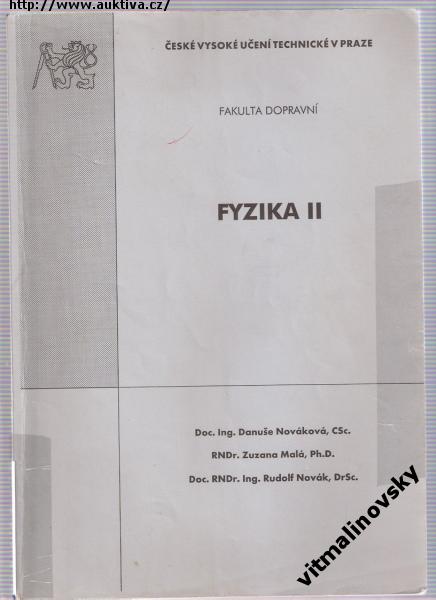 http://www.auktiva.cz/
ČESKÉ VYSOKÉ UČENÍ TECHNICKÉ V PRAZE
FAKULTA DOPRAVNÍ
FYZIKA II
Doc. Ing. Danuše Nováková, CSc.
RNDr. Zuzana Malá, Ph.D.
Doc. RNDr. Ing. Rudolf Novák, DrSc.
vitmalinovsky